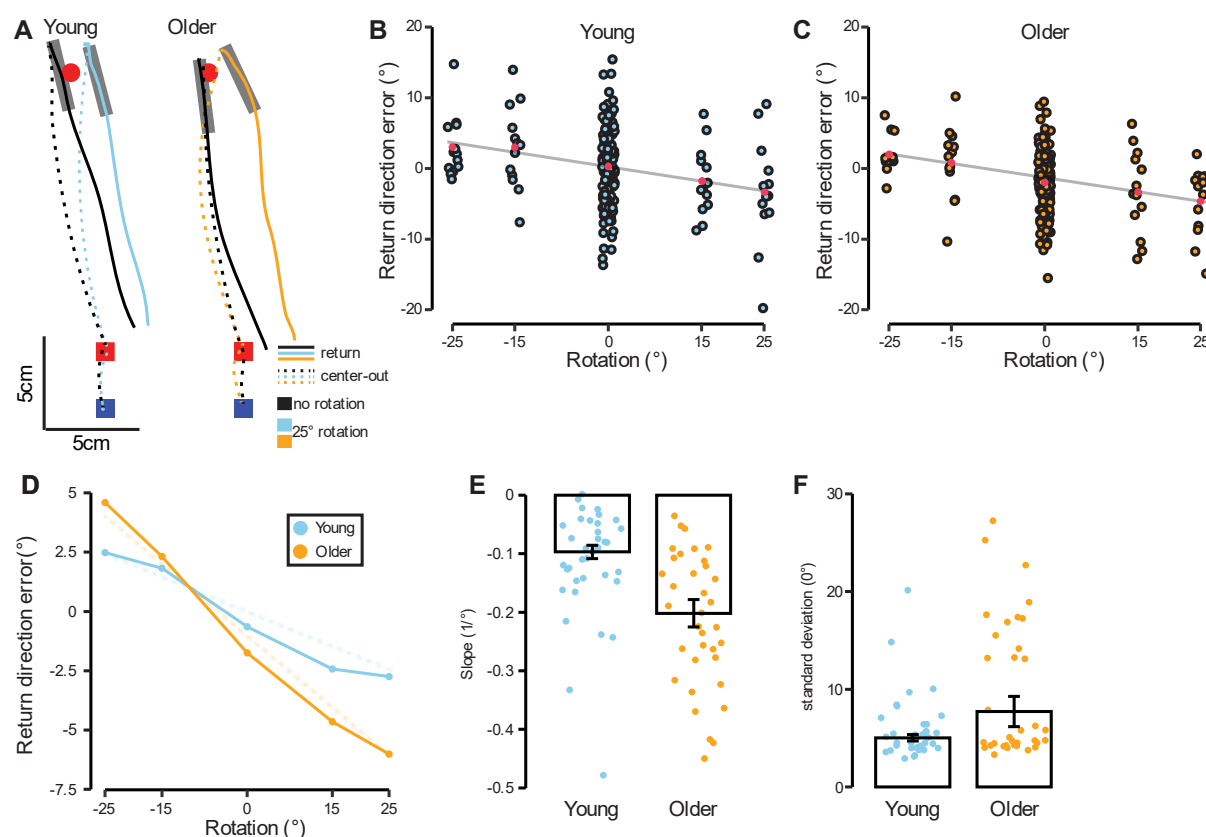 A
Young
Older
5cm
5cm
return
center-out
no rotation
25° rotation
B
Young
Return direction error (°)
20
10
0
-10
-20
-25
-15
0
15
25
Rotation (°)
C
Older
Return direction error (°)
20
10
0
-10
-20
-25
-15
0
15
25
Rotation (°)
D
Return direction error(°)
5
2.5
0
-2.5
-5
-7.5
-25
-15
0
15
25
Rotation (°)
Young
Older
E
Slope (1/°)
0
-0.1
-0.2
-0.3
-0.4
-0.5
Young
Older
F
standard deviation (0°)
30
20
10
0
Young
Older